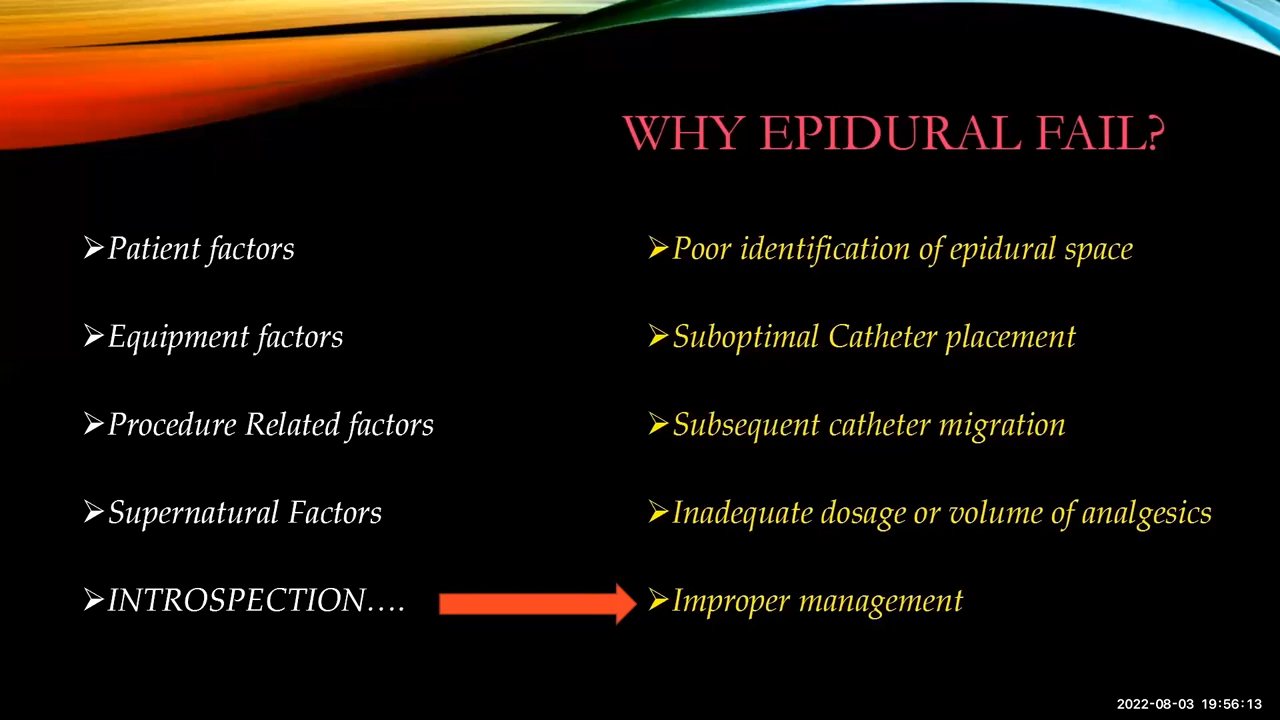 WHY EPIDURAL FAIL?
➢Patient factors
➢Equipment factors
➢Procedure Related factors
➢Supernatural Factors
➢INTROSPECTION....
➢Poor identification of epidural space
➢Suboptimal Catheter placement
➢Subsequent catheter migration
➢Inadequate dosage or volume of analgesics
➢Improper management
2022-08-03 19:56:13